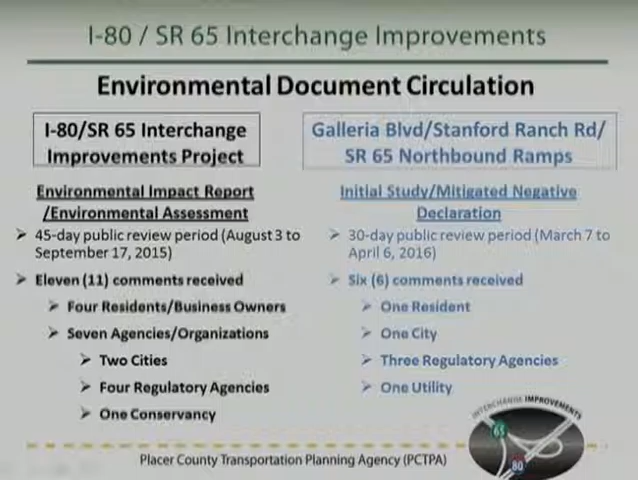 I-80 / SR 65 Interchange Improvements
Environmental Document Circulation
I-80/SR 65 Interchange
Improvements Project
Environmental Impact Report
/Environmental Assessment
➢ 45-day public review period (August 3 to
September 17, 2015)
➢ Eleven (11) comments received
➢ Four Residents/Business Owners
➢ Seven Agencies/Organizations
➢ Two Cities
➢ Four Regulatory Agencies
➢ One Conservancy
Galleria Blvd/Stanford Ranch Rd/
SR 65 Northbound Ramps
Initial Study/Mitigated Negative
Declaration
➢ 30-day public review period (March 7 to
April 6, 2016)
➢ Six (6) comments received
➢ One Resident
➢ One City
➢ Three Regulatory Agencies
➢ One Utility
INTERCHANGE IMPROVEMENTS
65
80
Placer County Transportation Planning Agency (PCTPA)